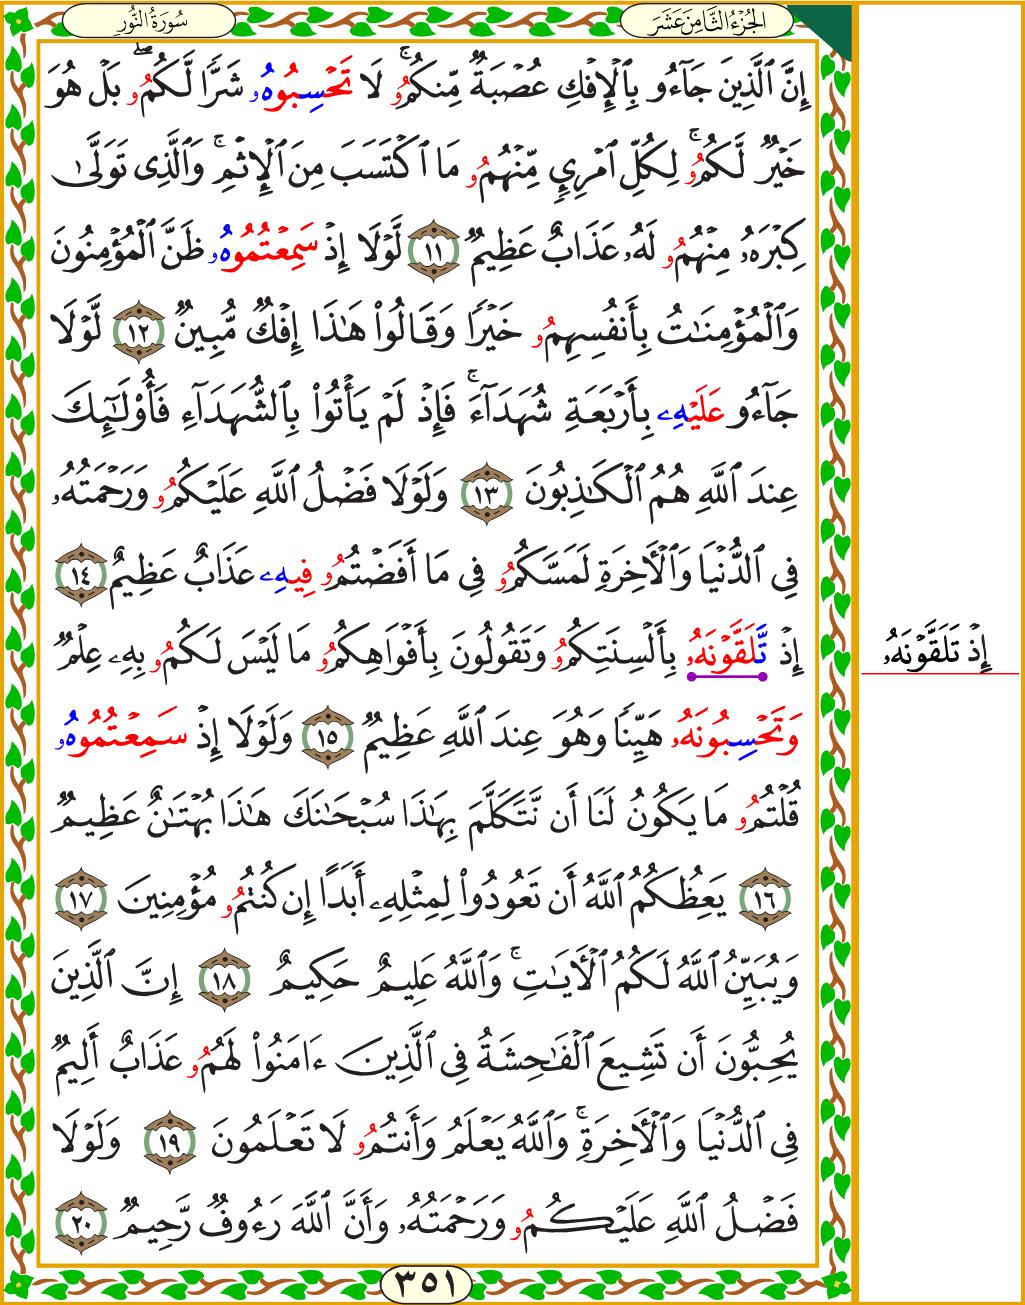 الجُزْءُ الثَّامِنَ عَشَرَ
سُورَةُ النُّورِ
إِنَّ ٱلَّذِينَ جَآءُو بِٱلْإِفْكِ عُصْبَةٌ مِّنكُمُۥۚ لَا تَحْسِبُوهُۥ شَرًّا لَّكُمُۥۖ بَلْ هُوَ
خَيْرٌ لَّكُمُۥۚ لِكُلِّ ٱمْرِيٍٕ مِّنْهُمُۥ مَا ٱكْتَسَبَ مِنَ ٱلْإِثْمِۚ وَٱلَّذِى تَوَلَّىٰ
كِبْرَهُۥ مِنْهُمُۥ لَهُۥ عَذَابٌ عَظِيمٌ ١١ لَّوْلَا إِذْ سَمِعْتُمُوهُۥ ظَنَّ ٱلْمُؤْمِنُونَ
وَٱلْمُؤْمِنَٰتُ بِأَنفُسِهِمُۥ خَيْرًا وَقَالُوا۟ هَٰذَا إِفْكٌ مُّبِينٌ ١٢ لَّوْلَا
جَآءُو عَلَيْهِۦ بِأَرْبَعَةِ شُهَدَآءَۚ فَإِذْ لَمْ يَأْتُوا۟ بِٱلشُّهَدَآءِ فَأُو۟لَٰٓئِكَ
عِندَ ٱللَّهِ هُمُ ٱلْكَٰذِبُونَ ١٣ وَلَوْلَا فَضْلُ ٱللَّهِ عَلَيْكُمُۥ وَرَحْمَتُهُۥ
فِى ٱلدُّنْيَا وَٱلْأَخِرَةِ لَمَسَّكُمُۥ فِى مَا أَفَضْتُمُۥ فِيهِۦ عَذَابٌ عَظِيمٌ ١٤
إِذْ تَّلَقَّوْنَهُۥ بِأَلْسِنَتِكُمُۥ وَتَقُولُونَ بِأَفْوَاهِكُمُۥ مَا لَيْسَ لَكُمُۥ بِهِۦ عِلْمٌ
إِذْ تَلَقَّوْنَهُۥ
وَتَحْسِبُونَهُۥ هَيِّنًا وَهُوَ عِندَ ٱللَّهِ عَظِيمٌ ١٥ وَلَوْلَا إِذْ سَمِعْتُمُوهُۥ
قُلْتُمُۥ مَا يَكُونُ لَنَا أَن نَّتَكَلَّمَ بِهَٰذَا سُبْحَٰنَكَ هَٰذَا بُهْتَٰنٌ عَظِيمٌ
١٦ يَعِظُكُمُ ٱللَّهُ أَن تَعُودُوا۟ لِمِثْلِهِۦ أَبَدًا إِن كُنتُمُۥ مُؤْمِنِينَ ١٧
وَيُبَيِّنُ ٱللَّهُ لَكُمُ ٱلْأَيَٰتِۚ وَٱللَّهُ عَلِيمٌ حَكِيمٌ ١٨ إِنَّ ٱلَّذِينَ
يُحِبُّونَ أَن تَشِيعَ ٱلْفَٰحِشَةُ فِى ٱلَّذِينَ ءَامَنُوا۟ لَهُمُۥ عَذَابٌ أَلِيمٌ
فِى ٱلدُّنْيَا وَٱلْأَخِرَةِۚ وَٱللَّهُ يَعْلَمُ وَأَنتُمُۥ لَا تَعْلَمُونَ ١٩ وَلَوْلَا
فَضْلُ ٱللَّهِ عَلَيْكُمُۥ وَرَحْمَتُهُۥ وَأَنَّ ٱللَّهَ رَءُوفٌ رَّحِيمٌ ٢٠
٣٥١